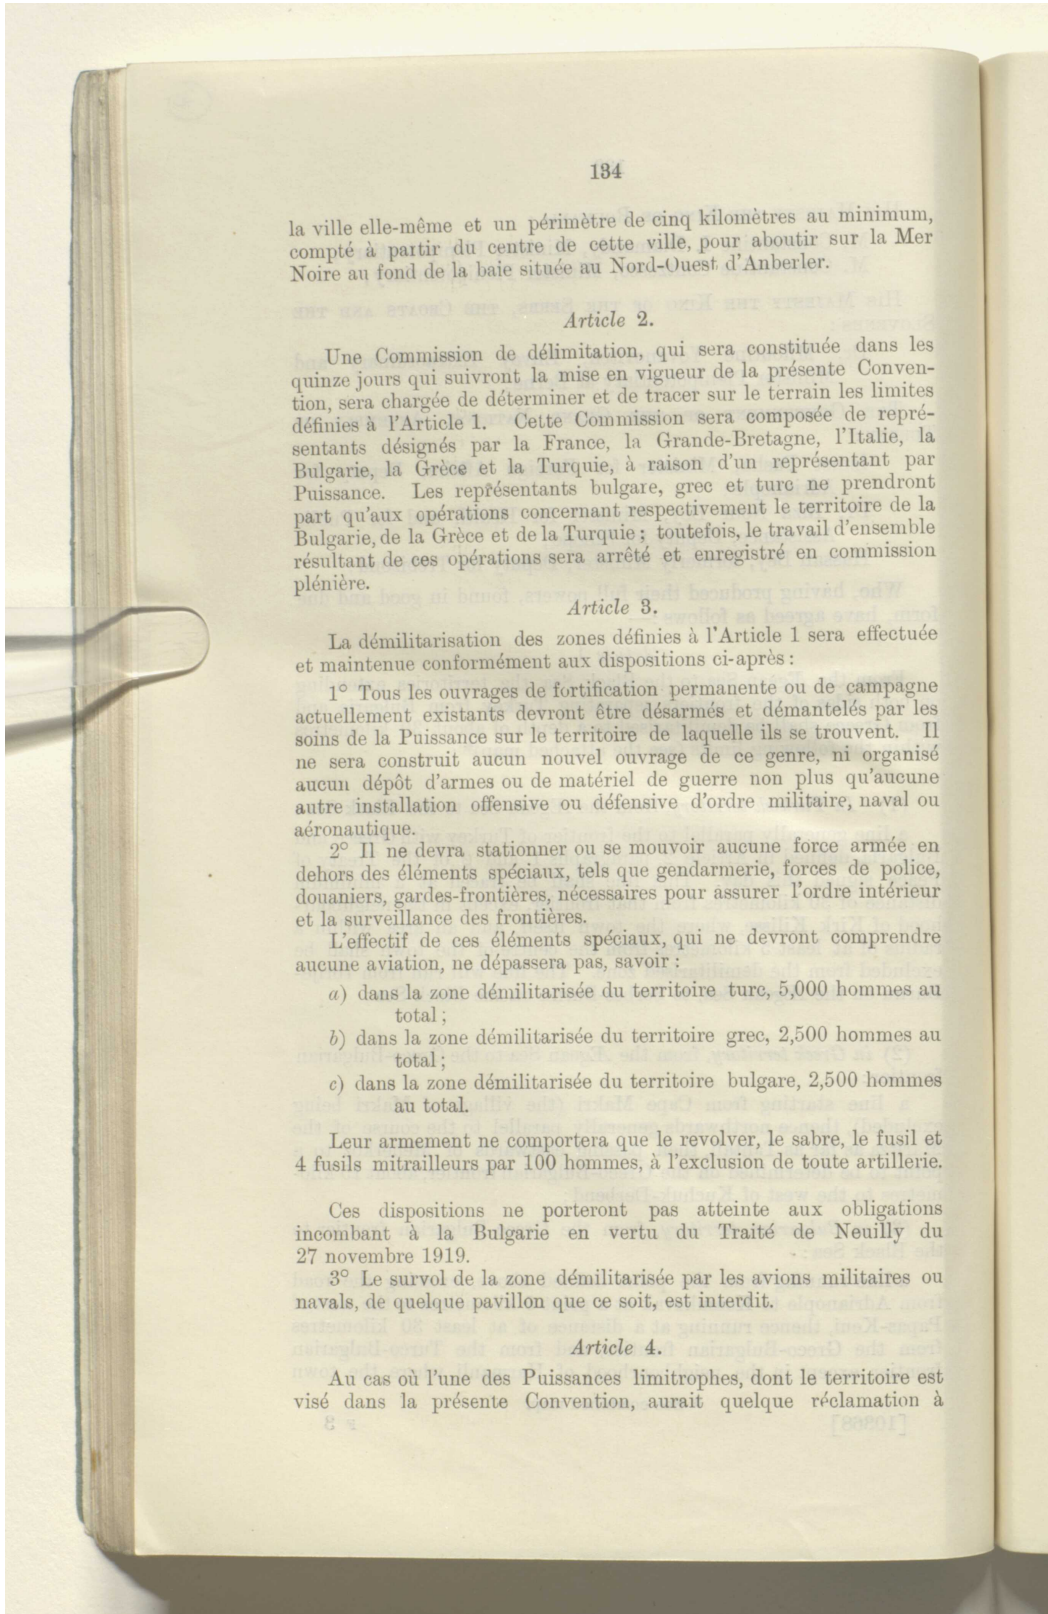 134
la ville elle-même et un périmètre de cinq kilomètres au minimum,
compté à partir du centre de cette ville, pour aboutir sur la Mer
Noire au fond de la baie située au Nord-Ouest d'Anberler.
Article 2.
Une Commission de délimitation, qui sera constituée dans les
quinze jours qui suivront la mise en vigueur de la présente Conven-
tion, sera chargée de déterminer et de tracer sur le terrain les limites
définies à l'Article 1. Cette Commission sera composée de repré-
sentants désignés par la France, la Grande-Bretagne, l'Italie, la
Bulgarie, la Grèce et la Turquie, à raison d'un représentant par
Puissance. Les représentants bulgare, grec et turc ne prendront
part qu'aux opérations concernant respectivement le territoire de la
Bulgarie, de la Grèce et de la Turquie ; toutefois, le travail d'ensemble
résultant de ces opérations sera arrêté et enregistré en commission
plénière.
Article 3.
La démilitarisation des zones définies à l'Article 1 sera effectuée
et maintenue conformément aux dispositions ci-après :
1° Tous les ouvrages de fortification permanente ou de campagne
actuellement existants devront être désarmés et démantelés par les
soins de la Puissance sur le territoire de laquelle ils se trouvent. Il
ne sera construit aucun nouvel ouvrage de ce genre, ni organisé
aucun dépôt d'armes ou de matériel de guerre non plus qu'aucune
autre installation offensive ou défensive d'ordre militaire, naval ou
aéronautique.
2° Il ne devra stationner ou se mouvoir aucune force armée en
dehors des éléments spéciaux, tels que gendarmerie, forces de police,
douaniers, gardes-frontières, nécessaires pour assurer l'ordre intérieur
et la surveillance des frontières.
L'effectif de ces éléments spéciaux, qui ne devront comprendre
aucune aviation, ne dépassera pas, savoir :
a) dans la zone démilitarisée du territoire turc, 5,000 hommes au
total ;
b) dans la zone démilitarisée du territoire grec, 2,500 hommes au
total ;
c) dans la zone démilitarisée du territoire bulgare, 2,500 hommes
au total.
Leur armement ne comportera que le revolver, le sabre, le fusil et
4 fusils mitrailleurs par 100 hommes, à l'exclusion de toute artillerie.
Ces dispositions ne porteront pas atteinte aux obligations
incombant à la Bulgarie en vertu du Traité de Neuilly du
27 novembre 1919.
3° Le survol de la zone démilitarisée par les avions militaires ou
navals, de quelque pavillon que ce soit, est interdit.
Article 4.
Au cas où l'une des Puissances limitrophes, dont le territoire est
visé dans la présente Convention, aurait quelque réclamation à